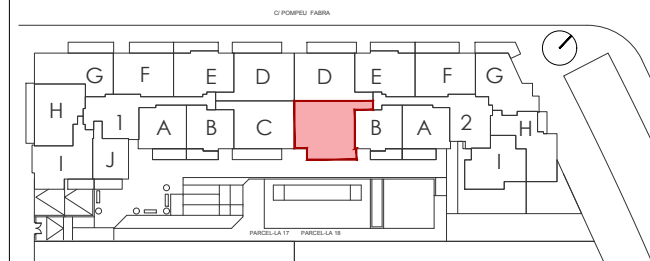 C/ POMPEU FABRA
G F E D D E F G
H 1 A B C B A 2 H
I J I
PARCEL·LA 17 PARCEL·LA 18